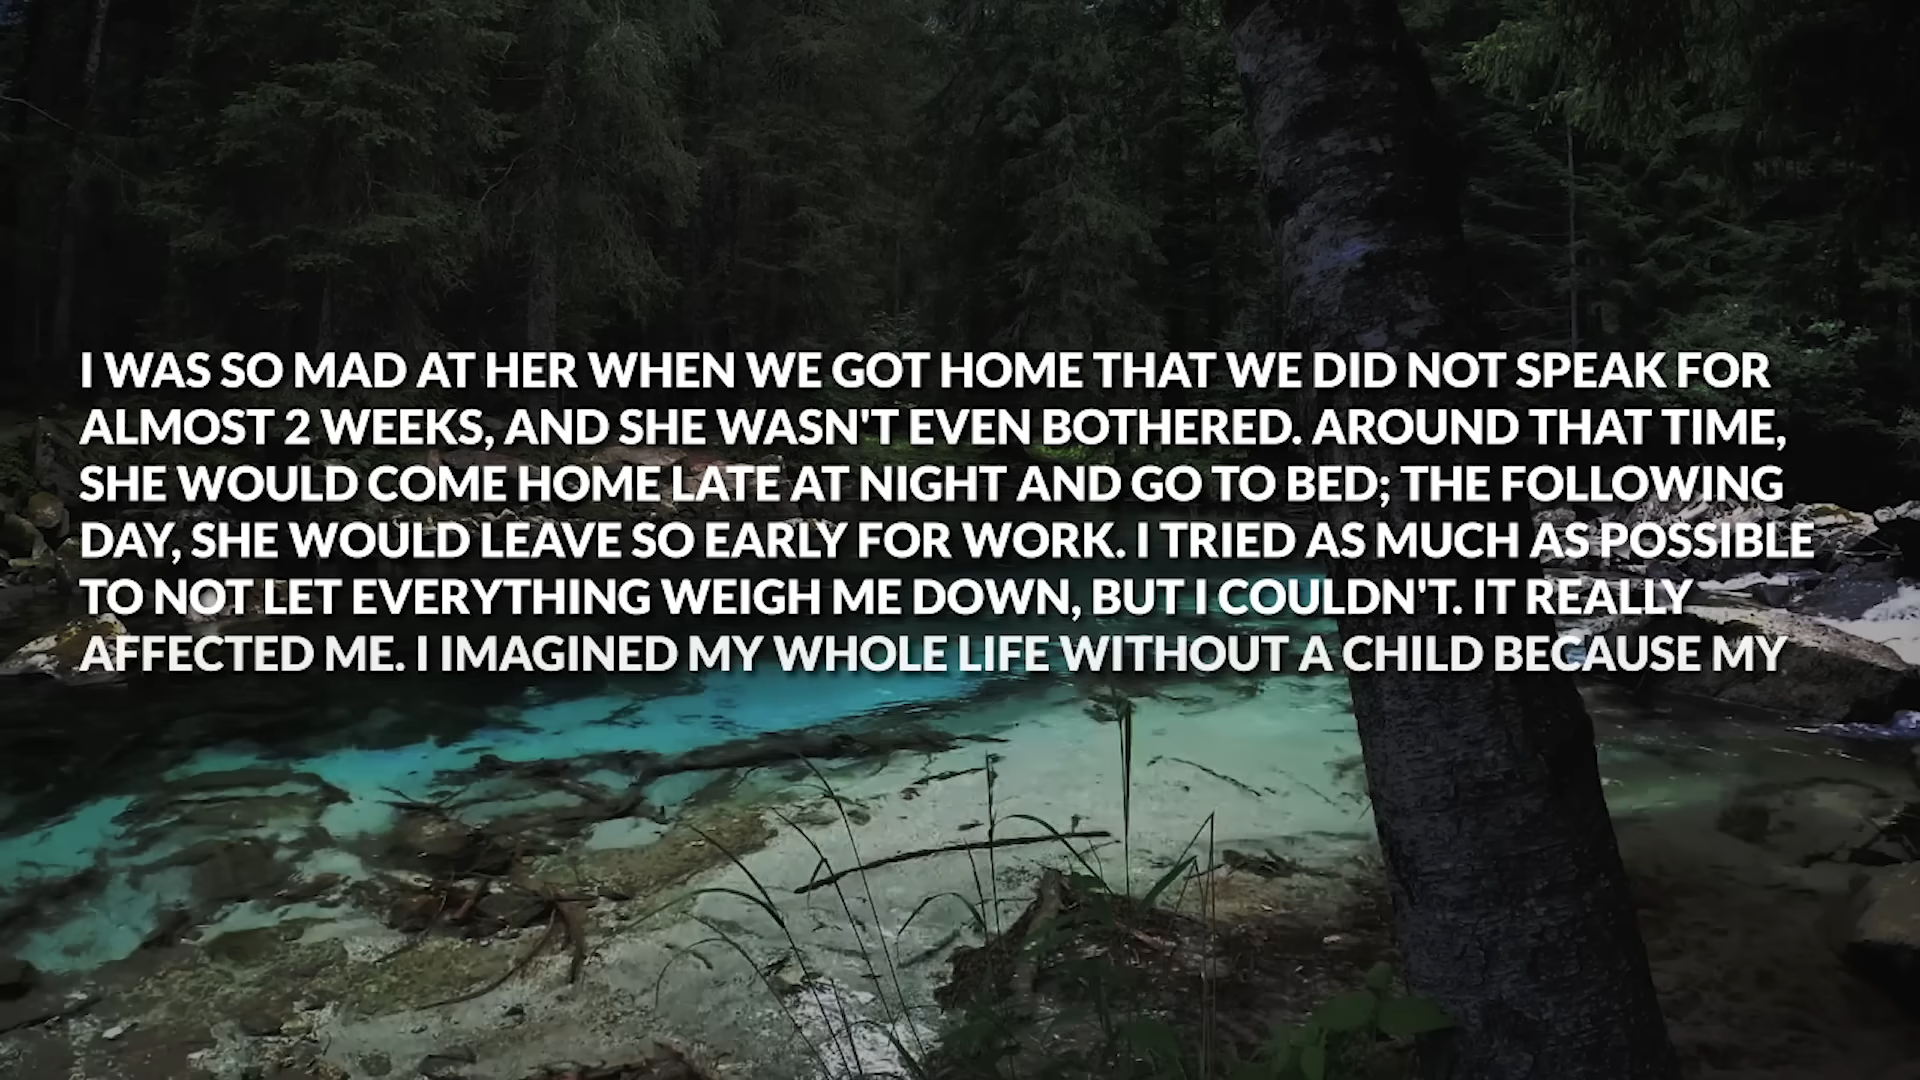 I WAS SO MAD AT HER WHEN WE GOT HOME THAT WE DID NOT SPEAK FOR
ALMOST 2 WEEKS, AND SHE WASN'T EVEN BOTHERED. AROUND THAT TIME,
SHE WOULD COME HOME LATE AT NIGHT AND GO TO BED; THE FOLLOWING
DAY, SHE WOULD LEAVE SO EARLY FOR WORK. I TRIED AS MUCH AS POSSIBLE
TO NOT LET EVERYTHING WEIGH ME DOWN, BUT I COULDN'T. IT REALLY
AFFECTED ME. I IMAGINED MY WHOLE LIFE WITHOUT A CHILD BECAUSE MY